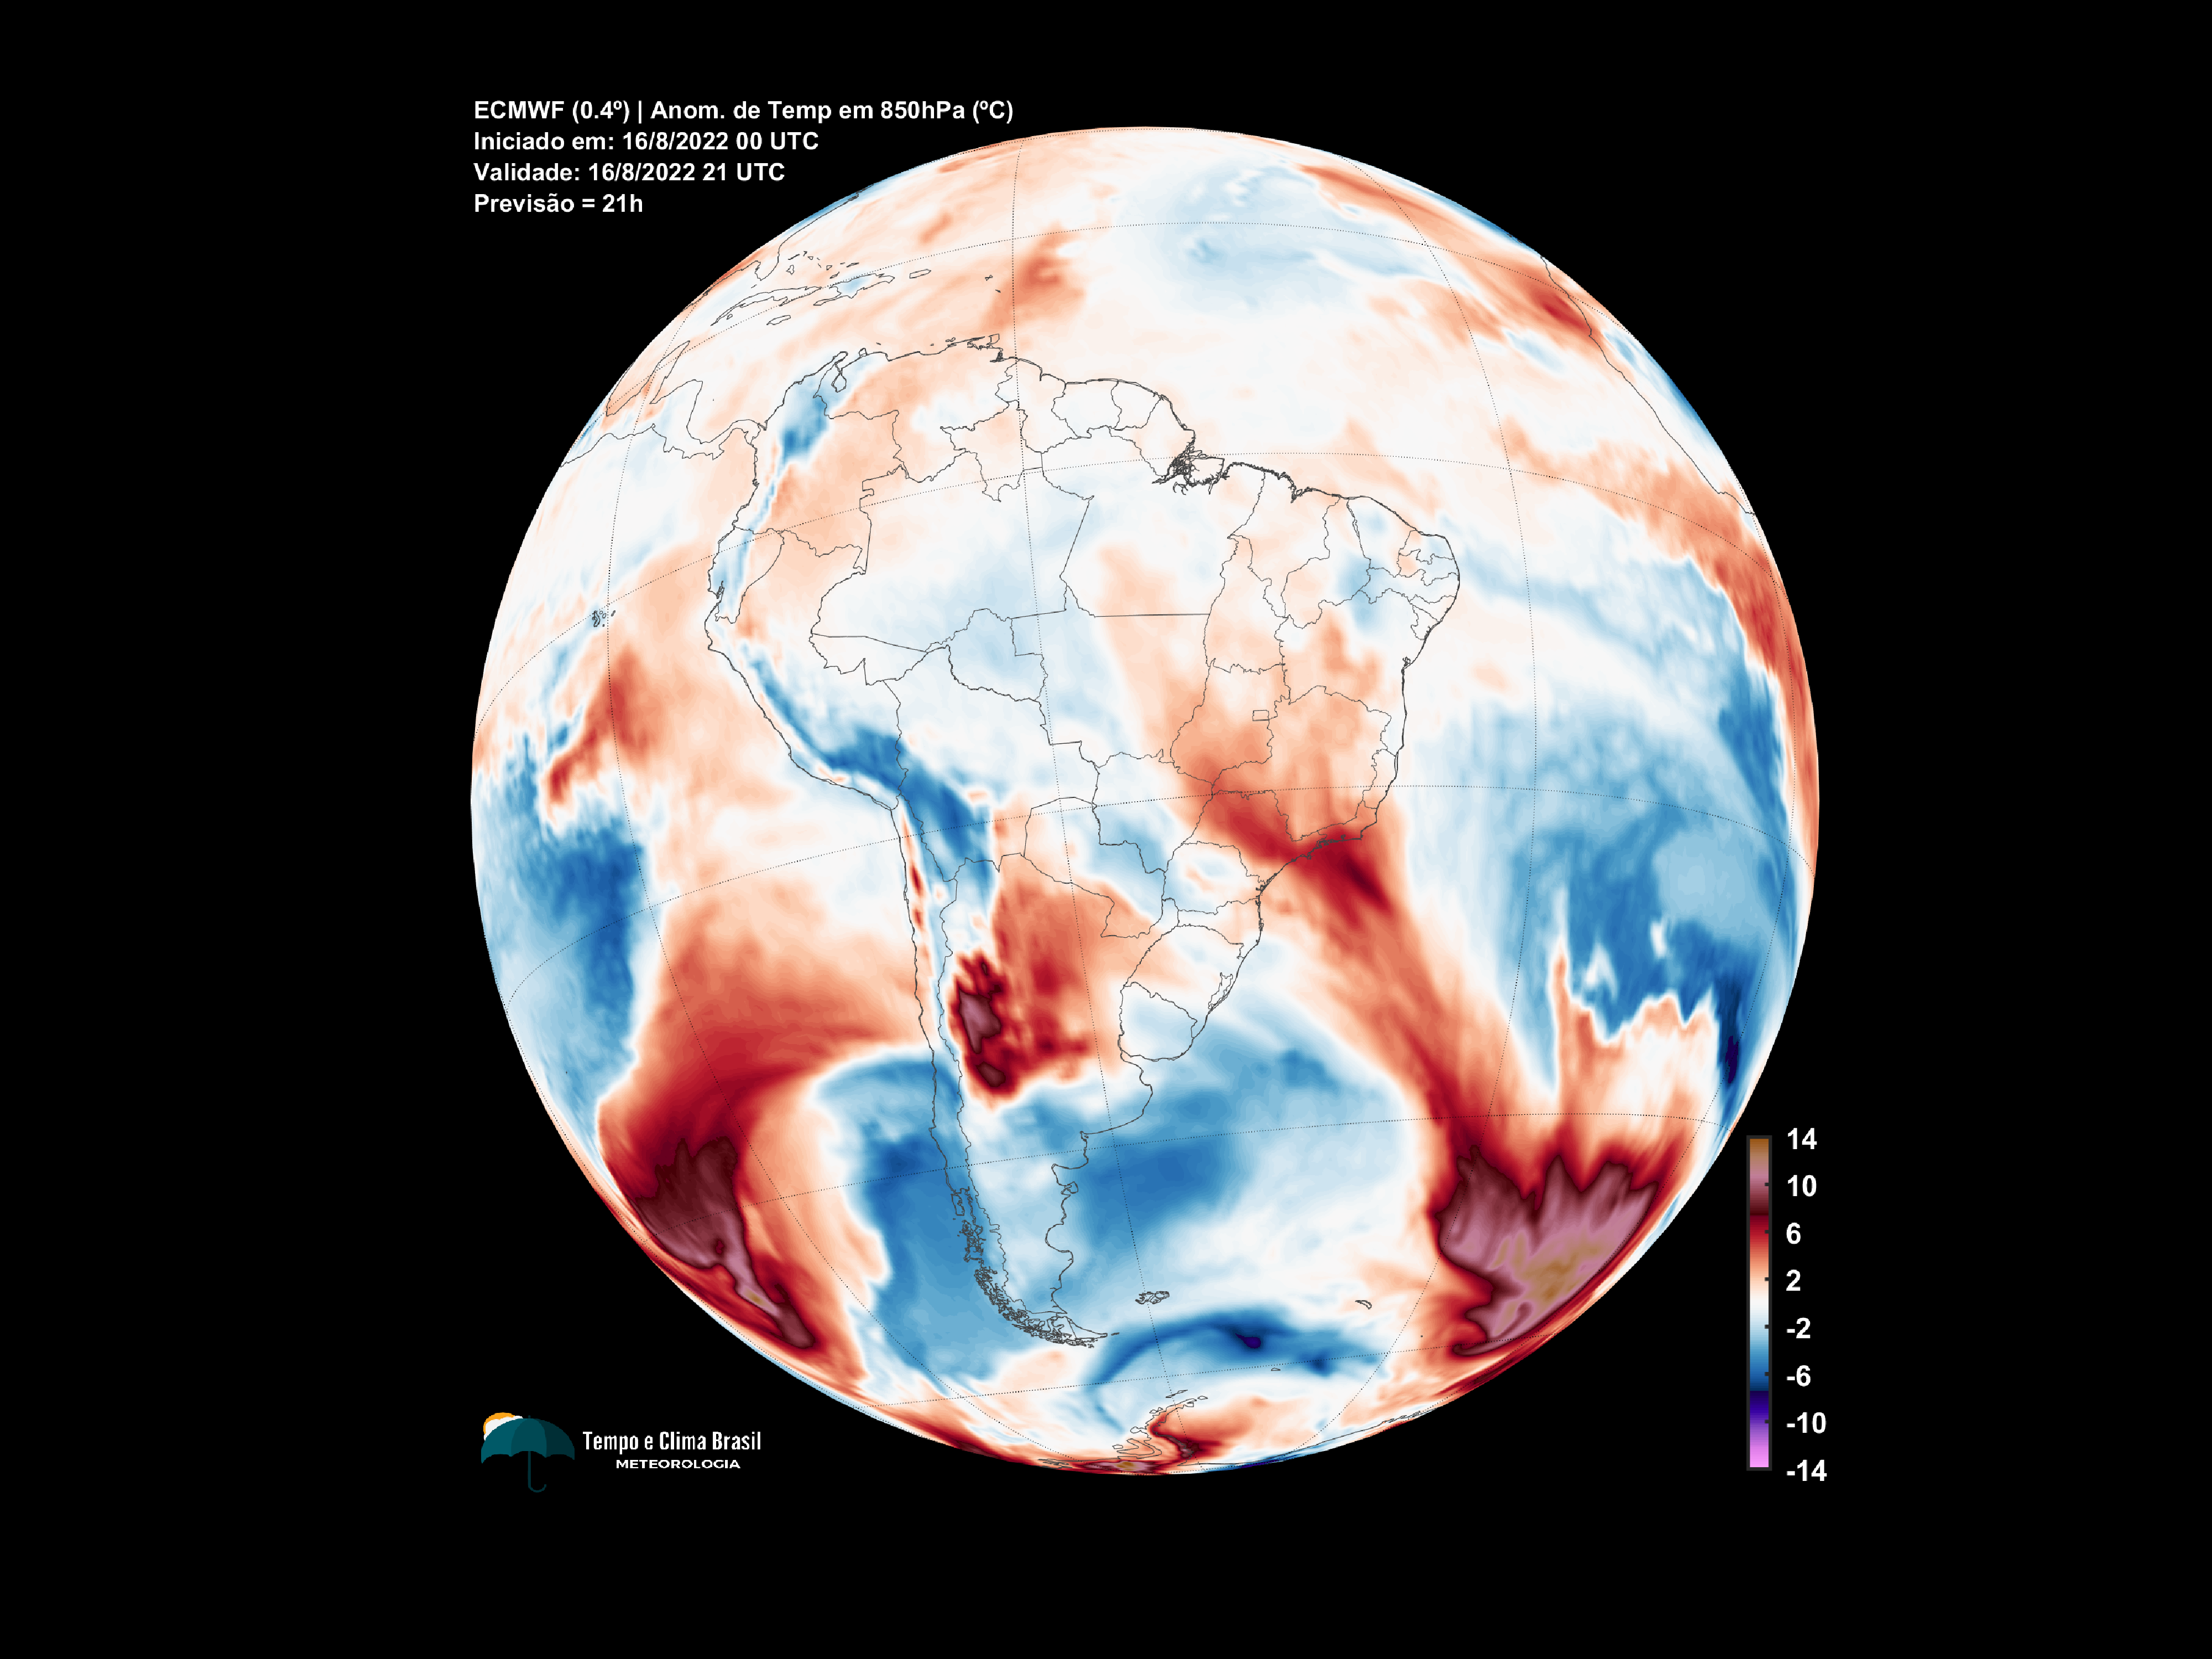 ECMWF (0.4º) | Anom. de Temp em 850hPa (ºC)
Iniciado em: 16/8/2022 00 UTC
Validade: 16/8/2022 21 UTC
Previsão = 21h
14
10
6
2
-2
-6
-10
-14
Tempo e Clima Brasil
METEOROLOGIA